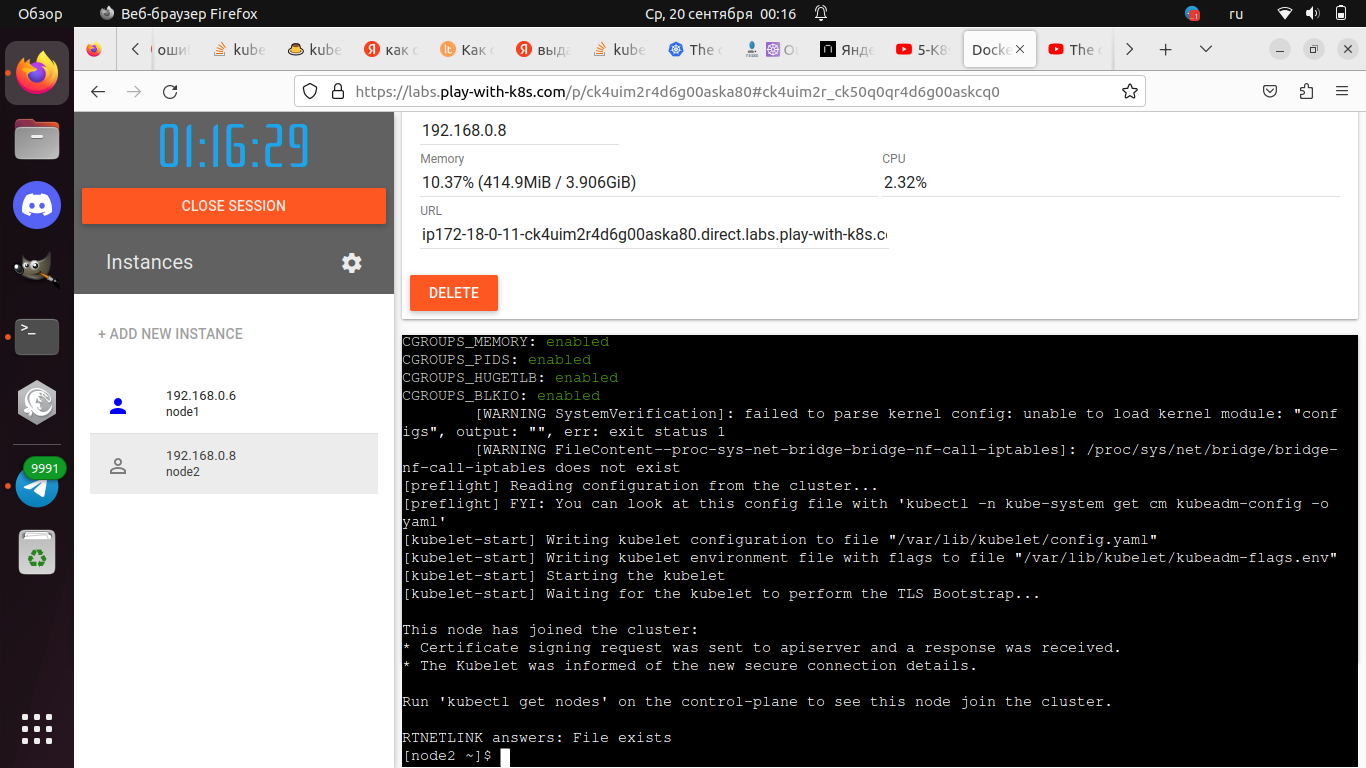 Обзор
Веб-браузер Firefox
Ср, 20 сентября 00:16
ru
kube
kube
как о
Как с
выда
kube
The c
Янде
5-K8
Docke
The c
https://labs.play-with-k8s.com/p/ck4uim2r4d6g00aska80#ck4uim2r_ck50q0qr4d6g00askcq0
01:16:29
CLOSE SESSION
Instances
+ ADD NEW INSTANCE
192.168.0.6
node1
192.168.0.8
node2
9991
192.168.0.8
Memory
CPU
10.37% (414.9MiB / 3.906GiB)
2.32%
URL
ip172-18-0-11-ck4uim2r4d6g00aska80.direct.labs.play-with-k8s.c
DELETE
CGROUPS_MEMORY: enabled
CGROUPS_PIDS: enabled
CGROUPS_HUGETLB: enabled
CGROUPS_BLKIO: enabled
[WARNING SystemVerification]: failed to parse kernel config: unable to load kernel module: "conf
igs", output: "", err: exit status 1
[WARNING FileContent--proc-sys-net-bridge-bridge-nf-call-iptables]: /proc/sys/net/bridge/bridge-
nf-call-iptables does not exist
[preflight] Reading configuration from the cluster...
[preflight] FYI: You can look at this config file with 'kubectl -n kube-system get cm kubeadm-config -o
yaml'
[kubelet-start] Writing kubelet configuration to file "/var/lib/kubelet/config.yaml"
[kubelet-start] Writing kubelet environment file with flags to file "/var/lib/kubelet/kubeadm-flags.env"
[kubelet-start] Starting the kubelet
[kubelet-start] Waiting for the kubelet to perform the TLS Bootstrap...
This node has joined the cluster:
* Certificate signing request was sent to apiserver and a response was received.
* The Kubelet was informed of the new secure connection details.
Run 'kubectl get nodes' on the control-plane to see this node join the cluster.
RTNETLINK answers: File exists
[node2 ~]$